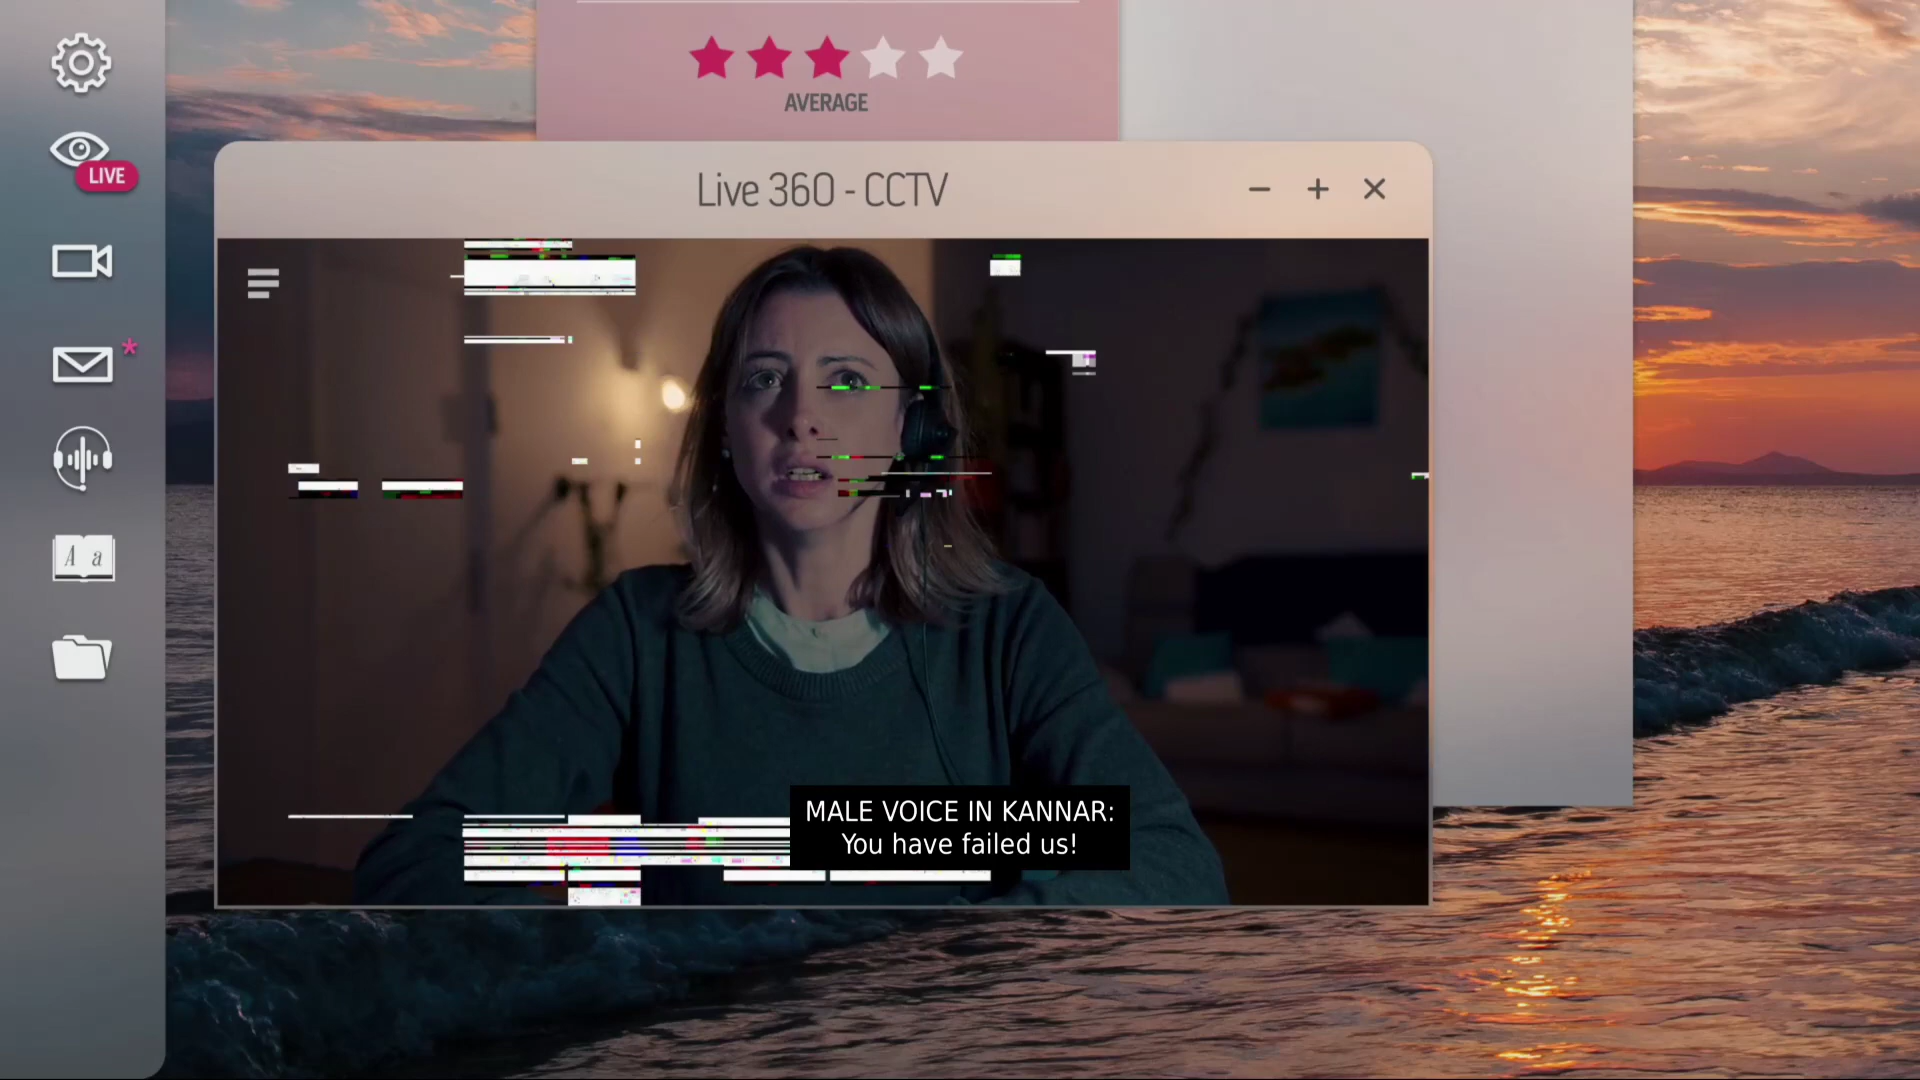 AVERAGE
LIVE
Live 360 - CCTV
A a
MALE VOICE IN KANNAR:
You have failed us!